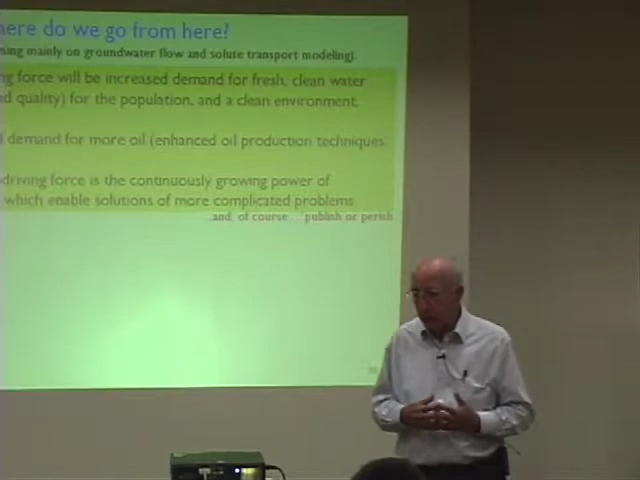 ere do we go from here?
ning mainly on groundwater flow and solute transport modeling).
ng force will be increased demand for fresh, clean water
nd quality) for the population, and a clean environment.
l demand for more oil (enhanced oil production techniques.
driving force is the continuously growing power of
which enable solutions of more complicated problems
...and, of course ... "publish or perish